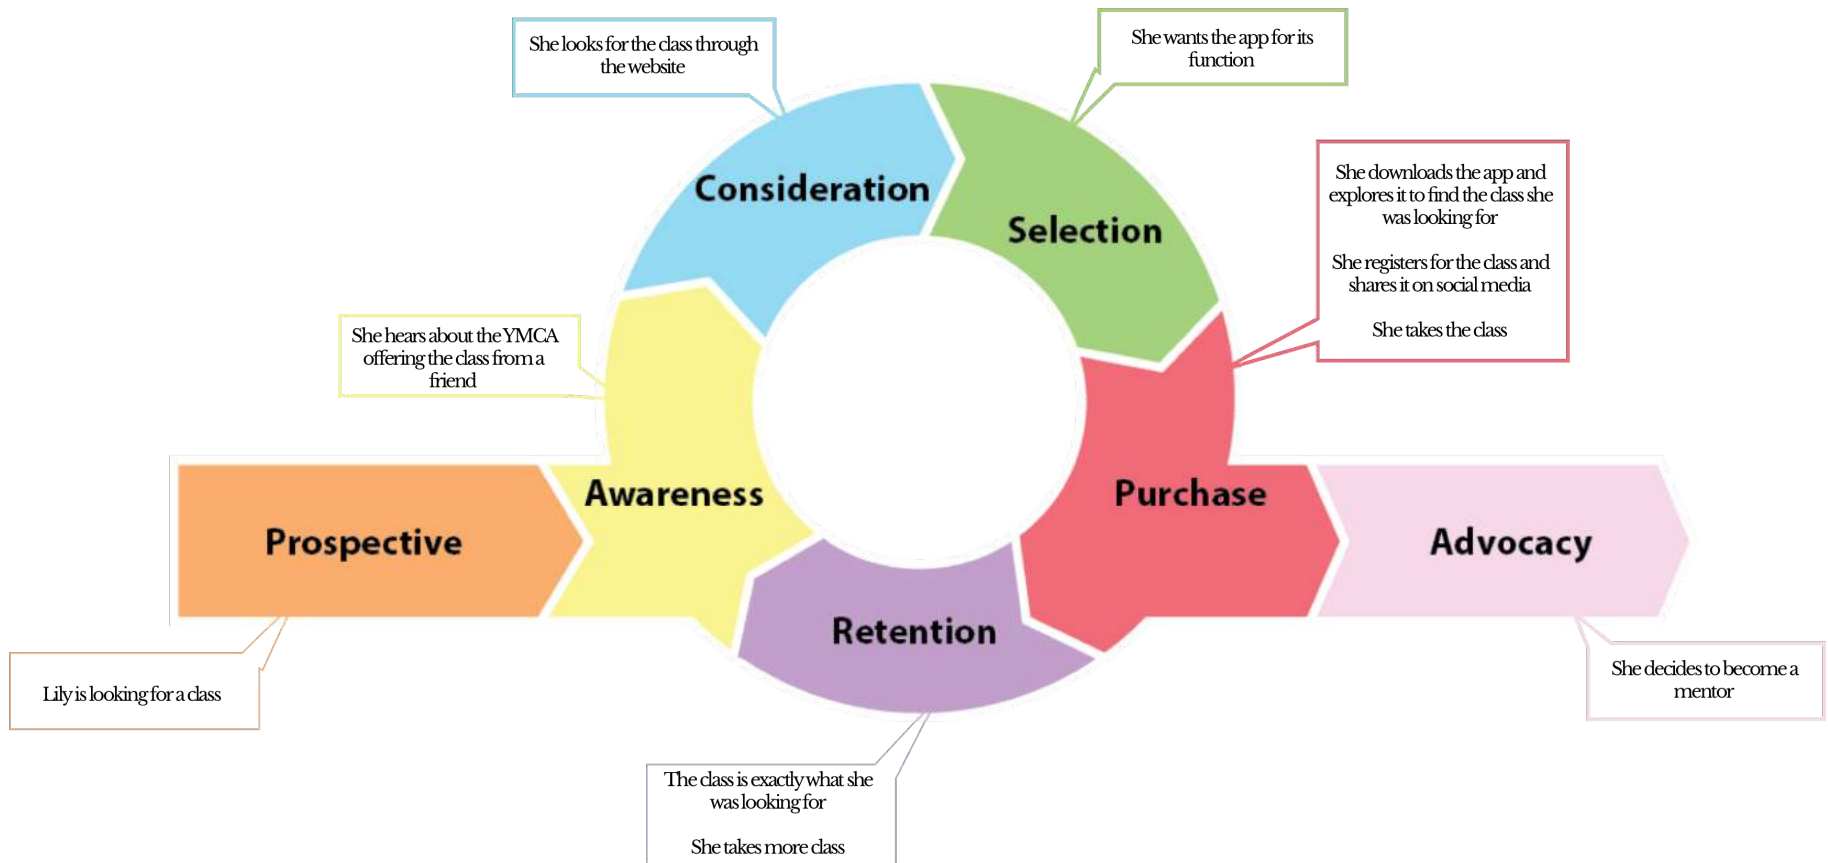 She looks for the class through
the website
She wants the app for its
function
Consideration
Selection
She downloads the app and
explores it to find the class she
was looking for
She registers for the class and
shares it on social media
She takes the class
She hears about the YMCA
offering the class from a
friend
Awareness
Purchase
Prospective
Advocacy
Retention
Lily is looking for a class
She decides to become a
mentor
The class is exactly what she
was looking for
She takes more class